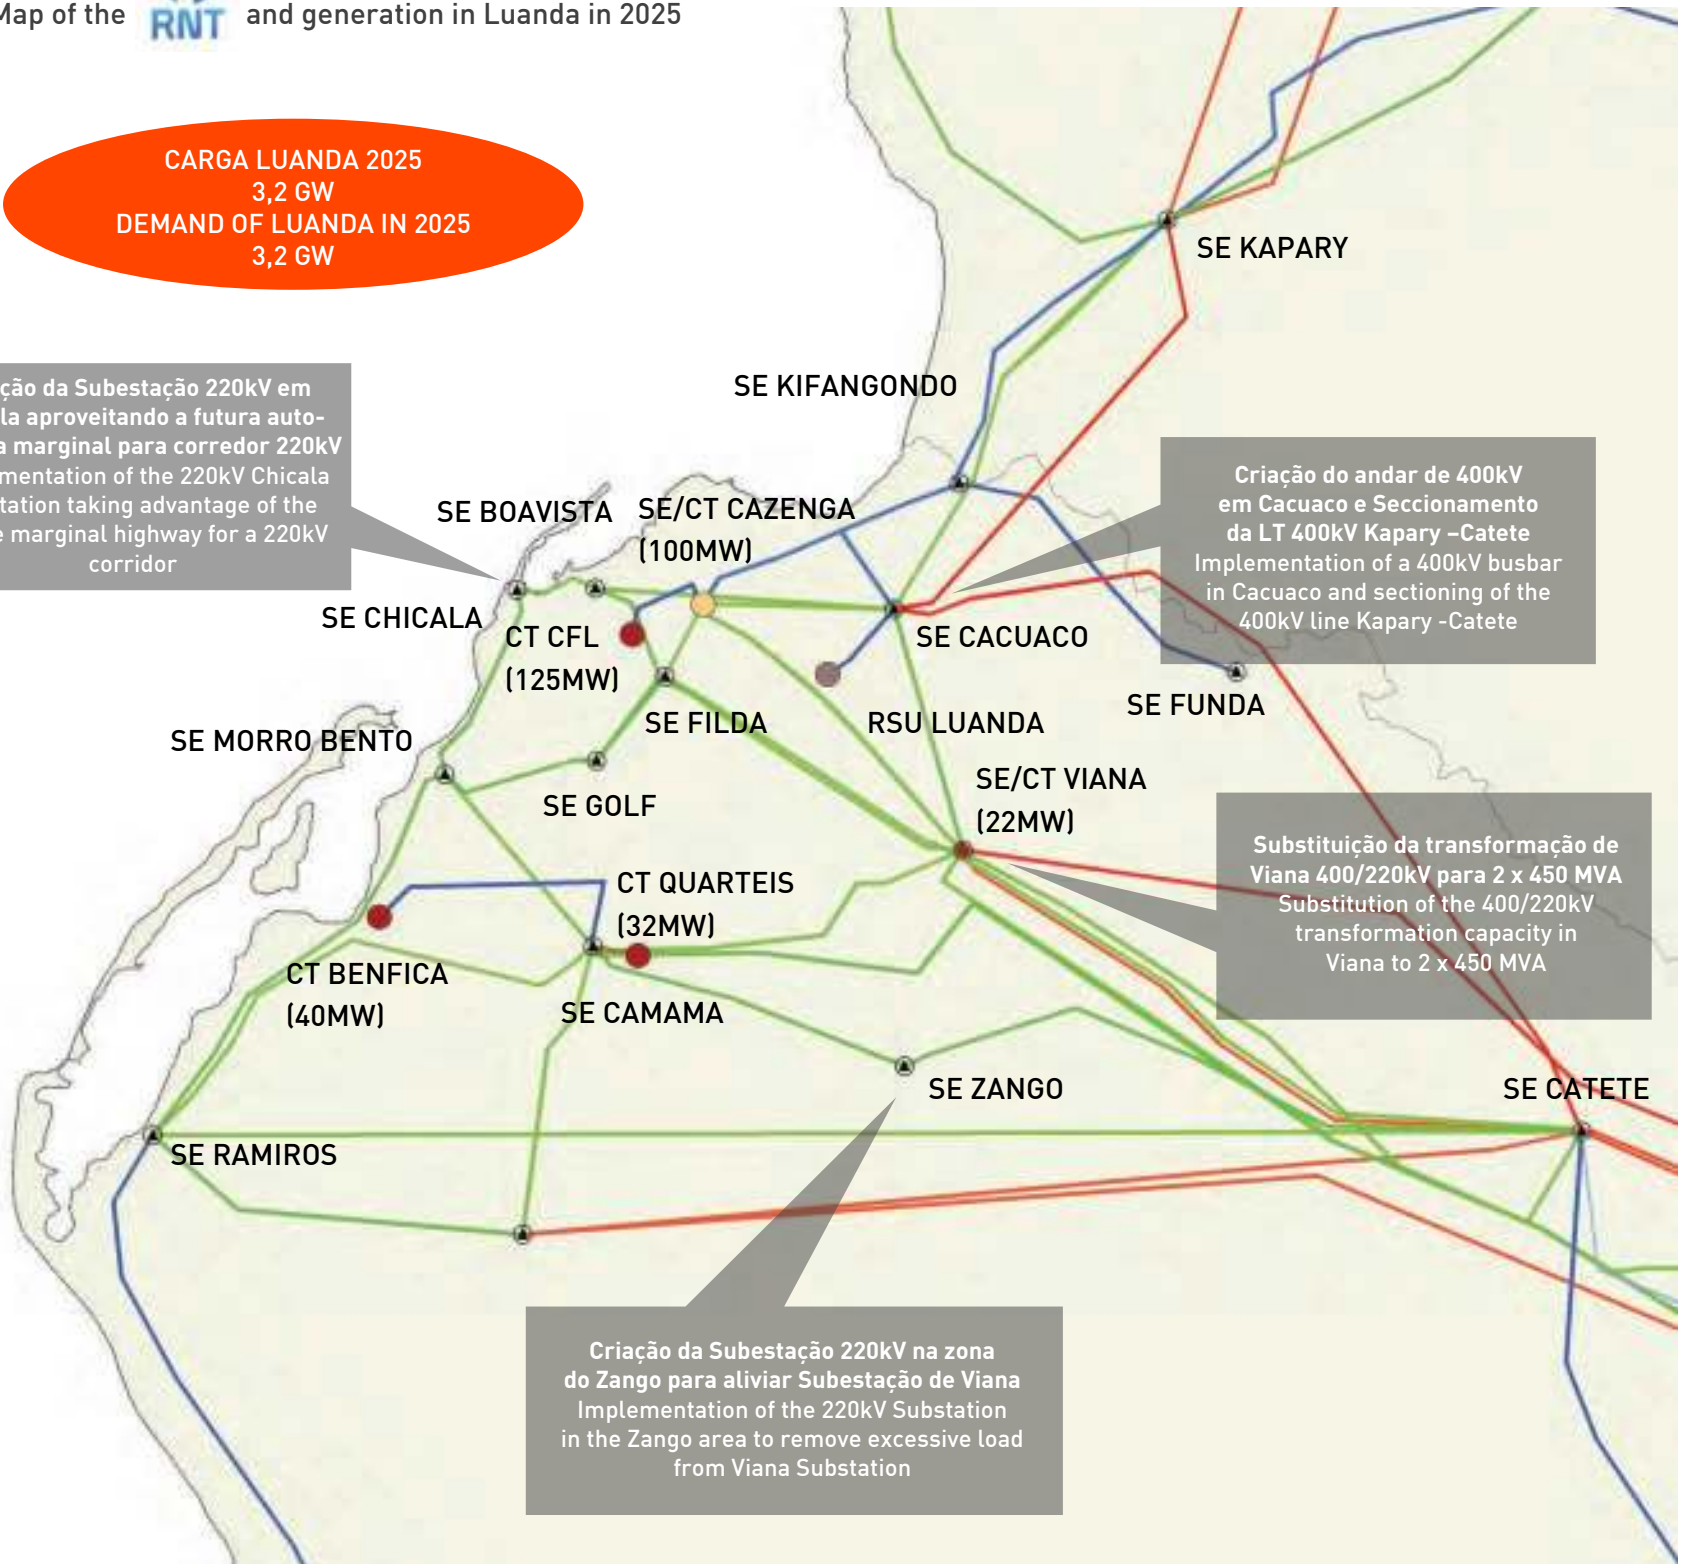 Map of the RNT and generation in Luanda in 2025
CARGA LUANDA 2025
3,2 GW
DEMAND OF LUANDA IN 2025
3,2 GW
SE KAPARY
SE KIFANGONDO
ção da Subestação 220kV em
la aproveitando a futura auto-
a marginal para corredor 220kV
mentation of the 220kV Chicala
tation taking advantage of the
e marginal highway for a 220kV
corridor
Criação do andar de 400kV
em Cacuaco e Seccionamento
da LT 400kV Kapary –Catete
Implementation of a 400kV busbar
in Cacuaco and sectioning of the
400kV line Kapary -Catete
SE BOAVISTA
SE/CT CAZENGA
(100MW)
SE CHICALA
CT CFL
(125MW)
SE CACUACO
SE FUNDA
SE MORRO BENTO
SE FILDA
RSU LUANDA
SE GOLF
SE/CT VIANA
(22MW)
Substituição da transformação de
Viana 400/220kV para 2 x 450 MVA
Substitution of the 400/220kV
transformation capacity in
Viana to 2 x 450 MVA
CT QUARTEIS
(32MW)
CT BENFICA
(40MW)
SE CAMAMA
SE ZANGO
SE CATETE
SE RAMIROS
Criação da Subestação 220kV na zona
do Zango para aliviar Subestação de Viana
Implementation of the 220kV Substation
in the Zango area to remove excessive load
from Viana Substation